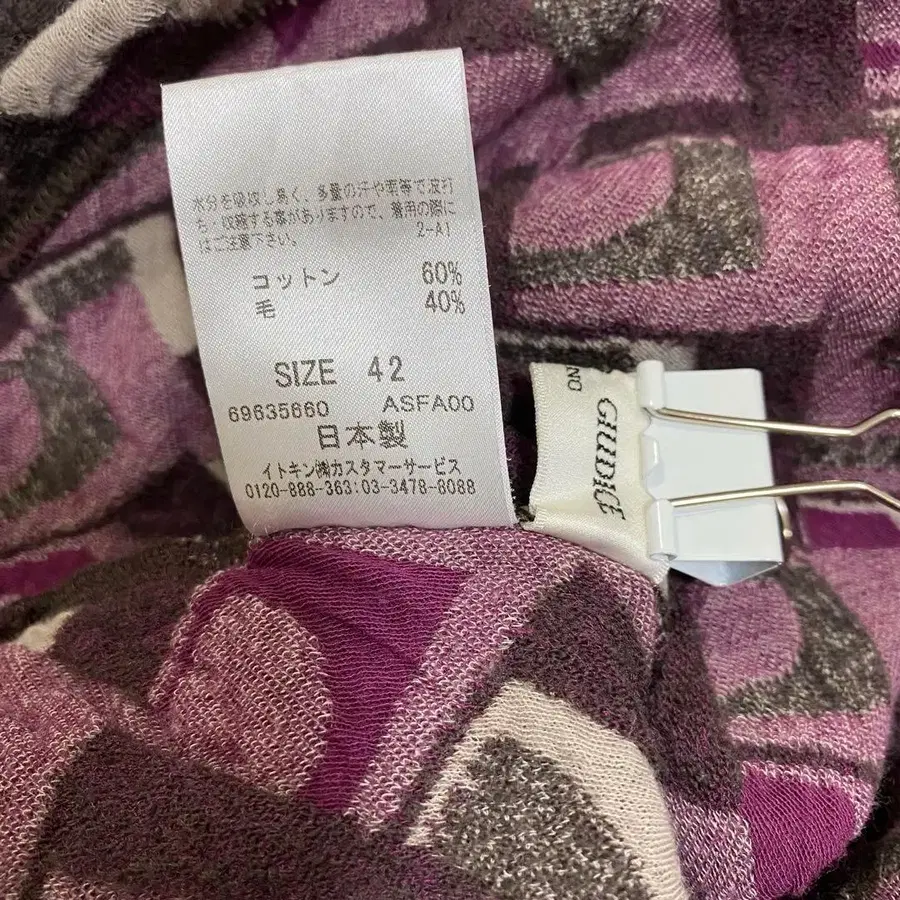 水分を吸収し易く、多量の汗や雨等で波打
ち、収縮する事がありますので、着用の際に
はご注意下さい。
2-A1
コットン 60%
毛 40%
SIZE 42
69635660 ASFA00
日本製
イトキン㈱カスタマーサービス
0120-888-363:03-3478-8088
GIUDICE